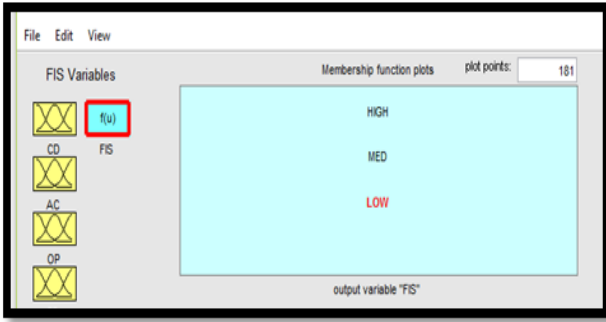 File Edit View
FIS Variables
Membership function plots
plot points:
181
f(u)
CD
FIS
AC
OP
HIGH
MED
LOW
output variable "FIS"